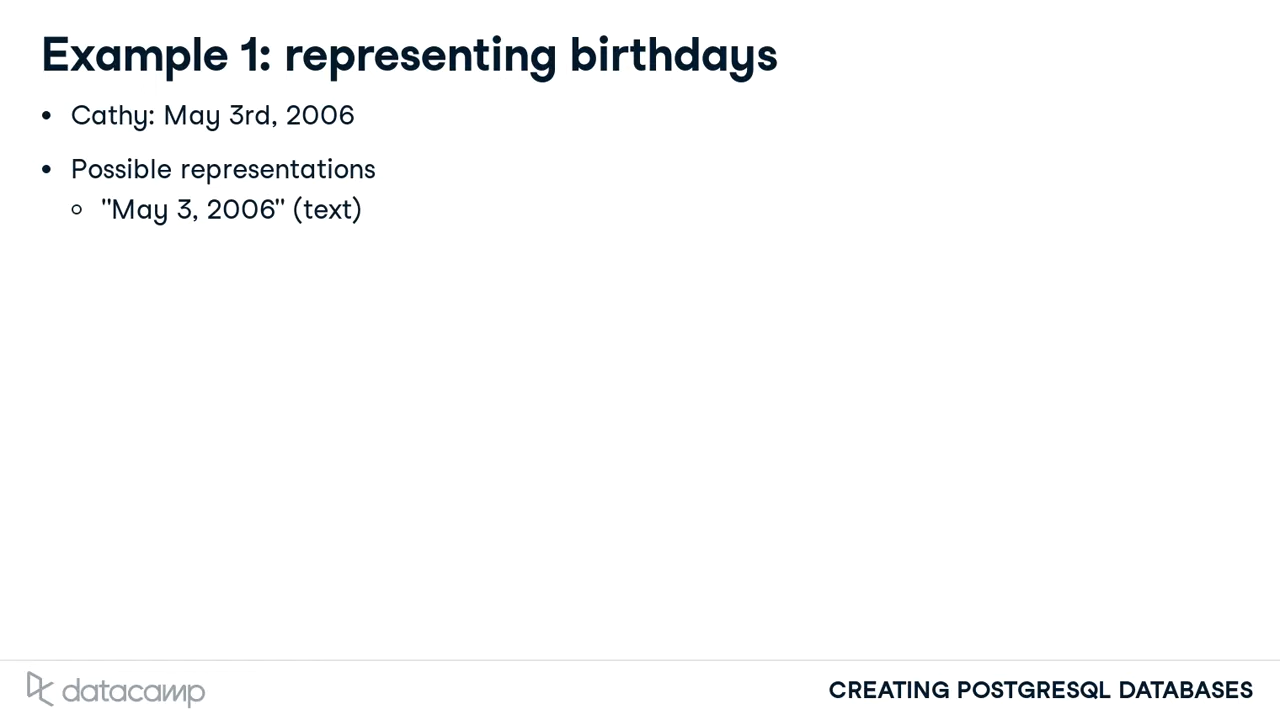 Example 1: representing birthdays
• Cathy: May 3rd, 2006
• Possible representations
○ "May 3, 2006" (text)
datacamp
CREATING POSTGRESQL DATABASES